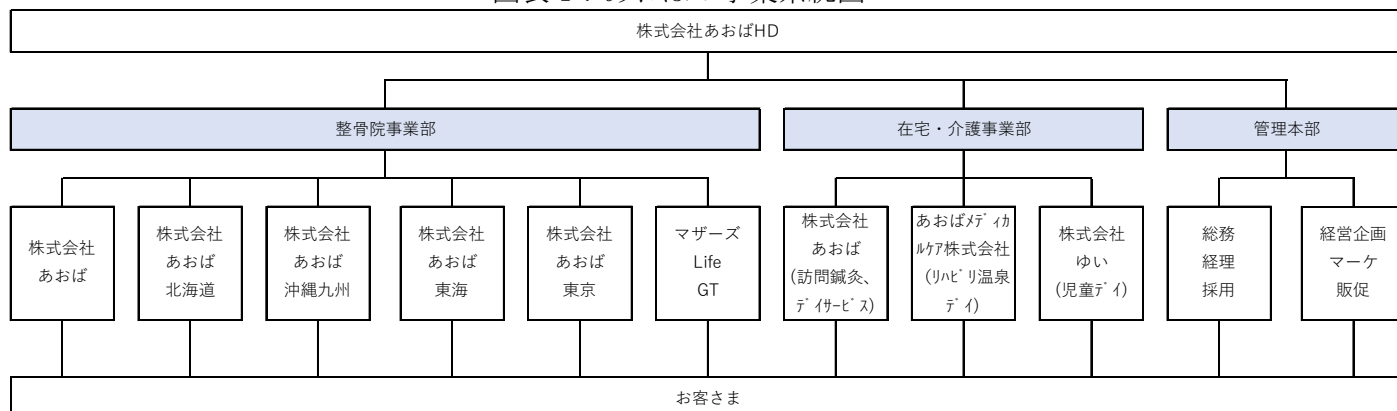 株式会社あおばHD
整骨院事業部
在宅・介護事業部
管理本部
株式会社
あおば
株式会社
あおば
北海道
株式会社
あおば
沖縄九州
株式会社
あおば
東海
株式会社
あおば
東京
マザーズ
Life
GT
株式会社
あおば
(訪問鍼灸、
ﾃﾞｲｻｰﾋﾞｽ)
あおばﾒﾃﾞｨｶ
ﾙｹｱ株式会社
(ﾘﾊﾋﾞﾘ温泉
ﾃﾞｲ)
株式会社
ゆい
(児童ﾃﾞｲ)
総務
経理
採用
経営企画
マーケ
販促
お客さま